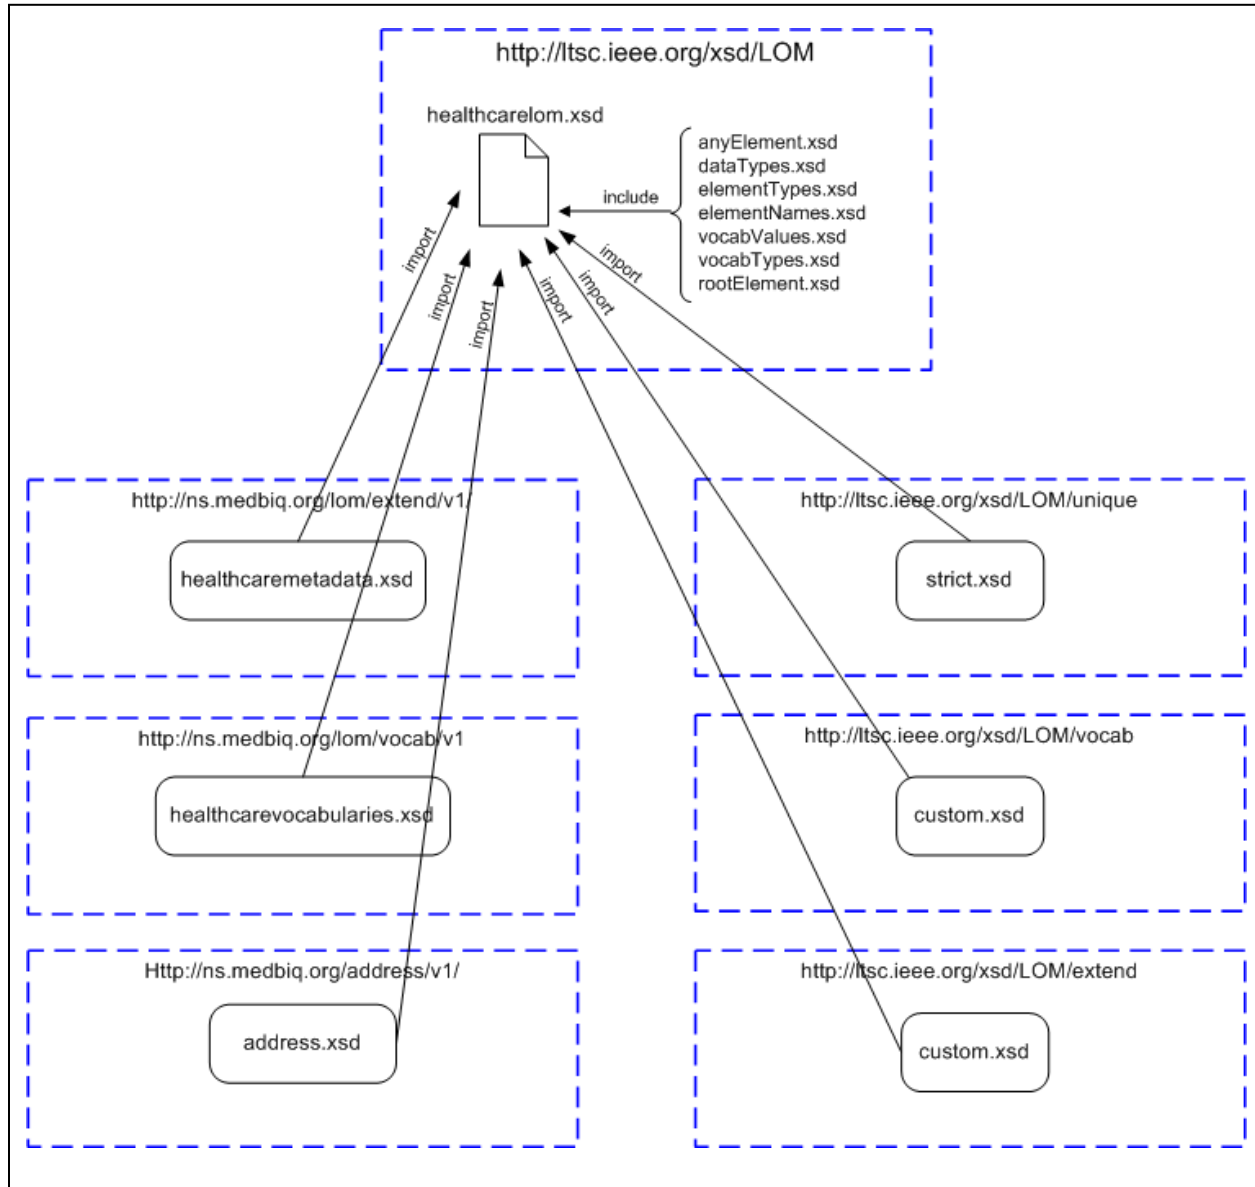 http://ltsc.ieee.org/xsd/LOM
healthcarelom.xsd
anyElement.xsd
dataTypes.xsd
elementTypes.xsd
include
elementNames.xsd
vocabValues.xsd
vocabTypes.xsd
rootElement.xsd
import
import
import
import
import
import
http://ns.medbiq.org/lom/extend/v1/
healthcaremetadata.xsd
http://ltsc.ieee.org/xsd/LOM/unique
strict.xsd
http://ns.medbiq.org/lom/vocab/v1
healthcarevocabularies.xsd
http://ltsc.ieee.org/xsd/LOM/vocab
custom.xsd
Http://ns.medbiq.org/address/v1/
address.xsd
http://ltsc.ieee.org/xsd/LOM/extend
custom.xsd